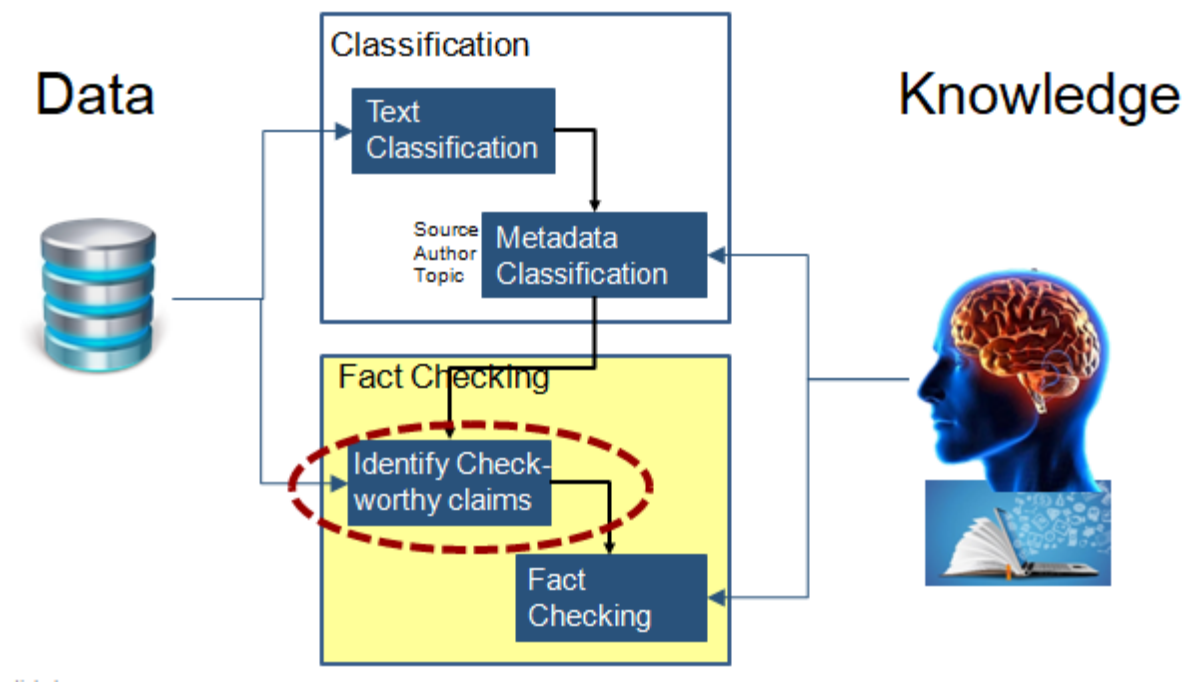 Classification
Data
Knowledge
Text
Classification
Source
Author
Topic
Metadata
Classification
Fact Checking
Identify Check-
worthy claims
Fact
Checking